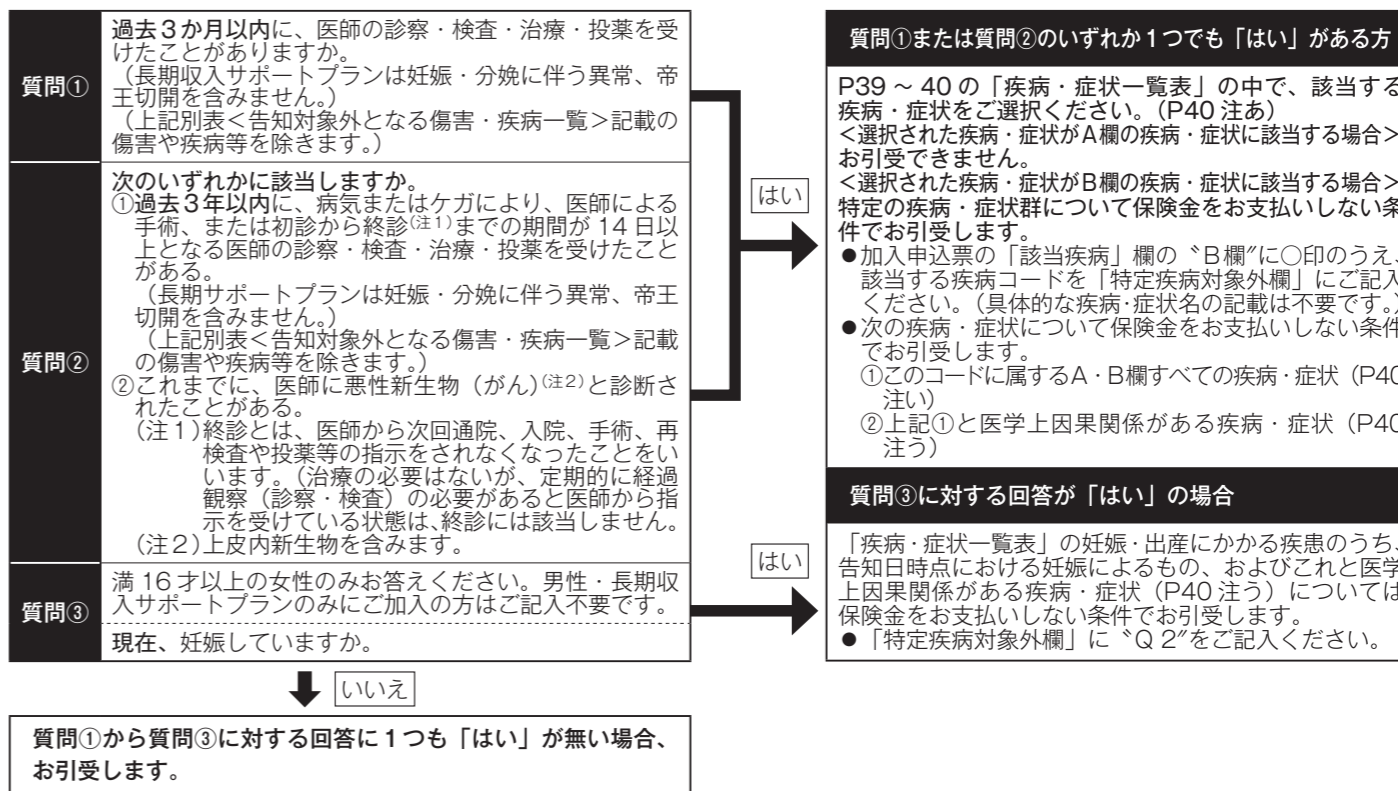 質問①
過去3か月以内に、医師の診察・検査・治療・投薬を受
けたことがありますか。
（長期収入サポートプランは妊娠・分娩に伴う異常、帝
王切開を含みません。）
（上記別表＜告知対象外となる傷害・疾病一覧＞記載の
傷害や疾病等を除きます。）
質問②
次のいずれかに該当しますか。
①過去3年以内に、病気またはケガにより、医師による
手術、または初診から終診(注1)までの期間が 14 日以
上となる医師の診察・検査・治療・投薬を受けたこと
がある。
（長期サポートプランは妊娠・分娩に伴う異常、帝王
切開を含みません。）
（上記別表＜告知対象外となる傷害・疾病一覧＞記載
の傷害や疾病等を除きます。）
②これまでに、医師に悪性新生物（がん）(注2)と診断さ
れたことがある。
（注1）終診とは、医師から次回通院、入院、手術、再
検査や投薬等の指示をされなくなったことをい
います。（治療の必要はないが、定期的に経過
観察（診察・検査）の必要があると医師から指
示を受けている状態は、終診には該当しません。
（注2）上皮内新生物を含みます。
質問③
満 16 才以上の女性のみお答えください。男性・長期収
入サポートプランのみにご加入の方はご記入不要です。
現在、妊娠していますか。
はい
はい
いいえ
質問①から質問③に対する回答に1つも「はい」が無い場合、
お引受します。
質問①または質問②のいずれか1つでも「はい」がある方
P39 ～ 40 の「疾病・症状一覧表」の中で、該当する
疾病・症状をご選択ください。（P40 注あ）
＜選択された疾病・症状がA欄の疾病・症状に該当する場合＞
お引受できません。
＜選択された疾病・症状がB欄の疾病・症状に該当する場合＞
特定の疾病・症状群について保険金をお支払いしない条
件でお引受します。
●加入申込票の「該当疾病」欄の〝B欄″に○印のうえ、
該当する疾病コードを「特定疾病対象外欄」にご記入
ください。（具体的な疾病・症状名の記載は不要です。）
●次の疾病・症状について保険金をお支払いしない条件
でお引受します。
①このコードに属するA・B欄すべての疾病・症状（P40
注い）
②上記①と医学上因果関係がある疾病・症状（P40
注う）
質問③に対する回答が「はい」の場合
「疾病・症状一覧表」の妊娠・出産にかかる疾患のうち、
告知日時点における妊娠によるもの、およびこれと医学
上因果関係がある疾病・症状（P40 注う）については
保険金をお支払いしない条件でお引受します。
●「特定疾病対象外欄」に〝Q 2″をご記入ください。